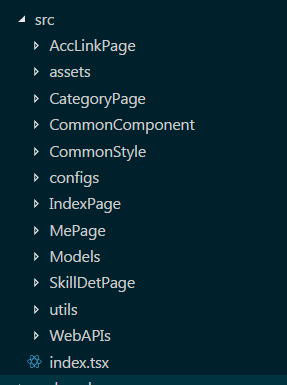 src
AccLinkPage
assets
CategoryPage
CommonComponent
CommonStyle
configs
IndexPage
MePage
Models
SkillDetPage
utils
WebAPIs
index.tsx